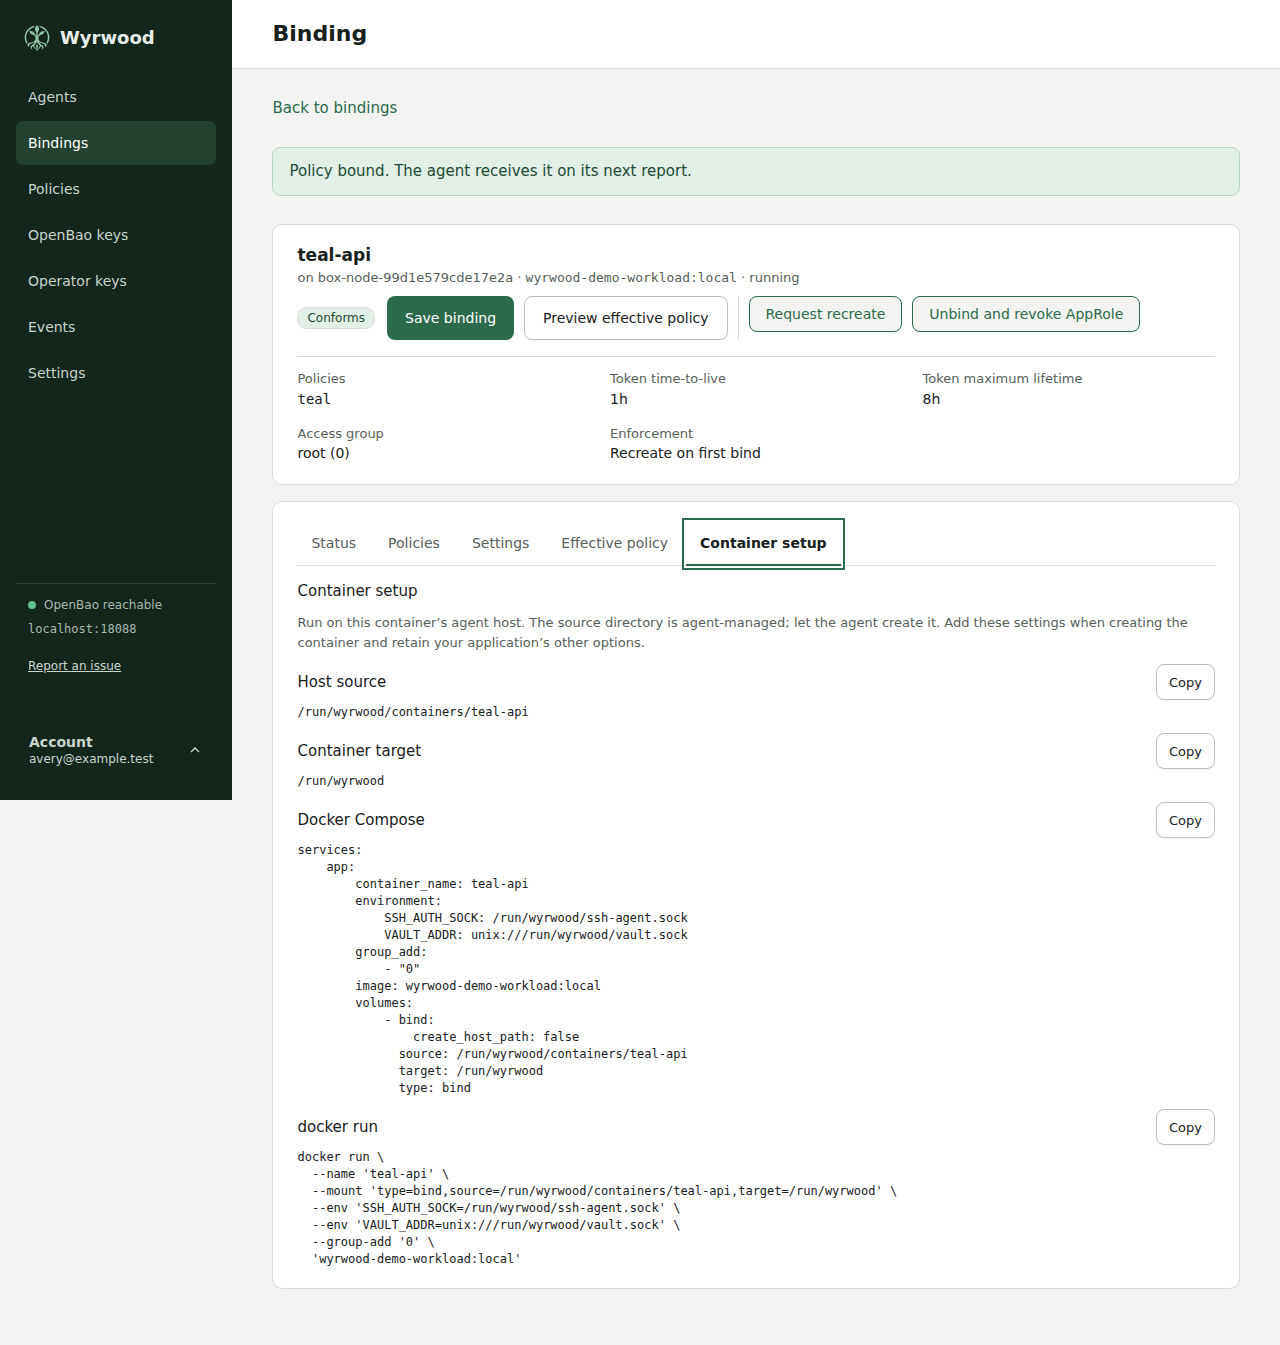 Wyrwood
Agents
Bindings
Policies
OpenBao keys
Operator keys
Events
Settings
OpenBao reachable
localhost:18088
Report an issue
Account
avery@example.test
Binding
Back to bindings
Policy bound. The agent receives it on its next report.
teal-api
on box-node-99d1e579cde17e2a · wyrwood-demo-workload:local · running
Conforms
Save binding
Preview effective policy
Request recreate
Unbind and revoke AppRole
Policies
teal
Token time-to-live
1h
Token maximum lifetime
8h
Access group
root (0)
Enforcement
Recreate on first bind
Status
Policies
Settings
Effective policy
Container setup
Container setup
Run on this container’s agent host. The source directory is agent-managed; let the agent create it. Add these settings when creating the
container and retain your application’s other options.
Host source
Copy
/run/wyrwood/containers/teal-api
Container target
Copy
/run/wyrwood
Docker Compose
Copy
services:
    app:
        container_name: teal-api
        environment:
            SSH_AUTH_SOCK: /run/wyrwood/ssh-agent.sock
            VAULT_ADDR: unix:///run/wyrwood/vault.sock
        group_add:
            - "0"
        image: wyrwood-demo-workload:local
        volumes:
            - bind:
                create_host_path: false
              source: /run/wyrwood/containers/teal-api
              target: /run/wyrwood
              type: bind
docker run
Copy
docker run \
  --name 'teal-api' \
  --mount 'type=bind,source=/run/wyrwood/containers/teal-api,target=/run/wyrwood' \
  --env 'SSH_AUTH_SOCK=/run/wyrwood/ssh-agent.sock' \
  --env 'VAULT_ADDR=unix:///run/wyrwood/vault.sock' \
  --group-add '0' \
  'wyrwood-demo-workload:local'